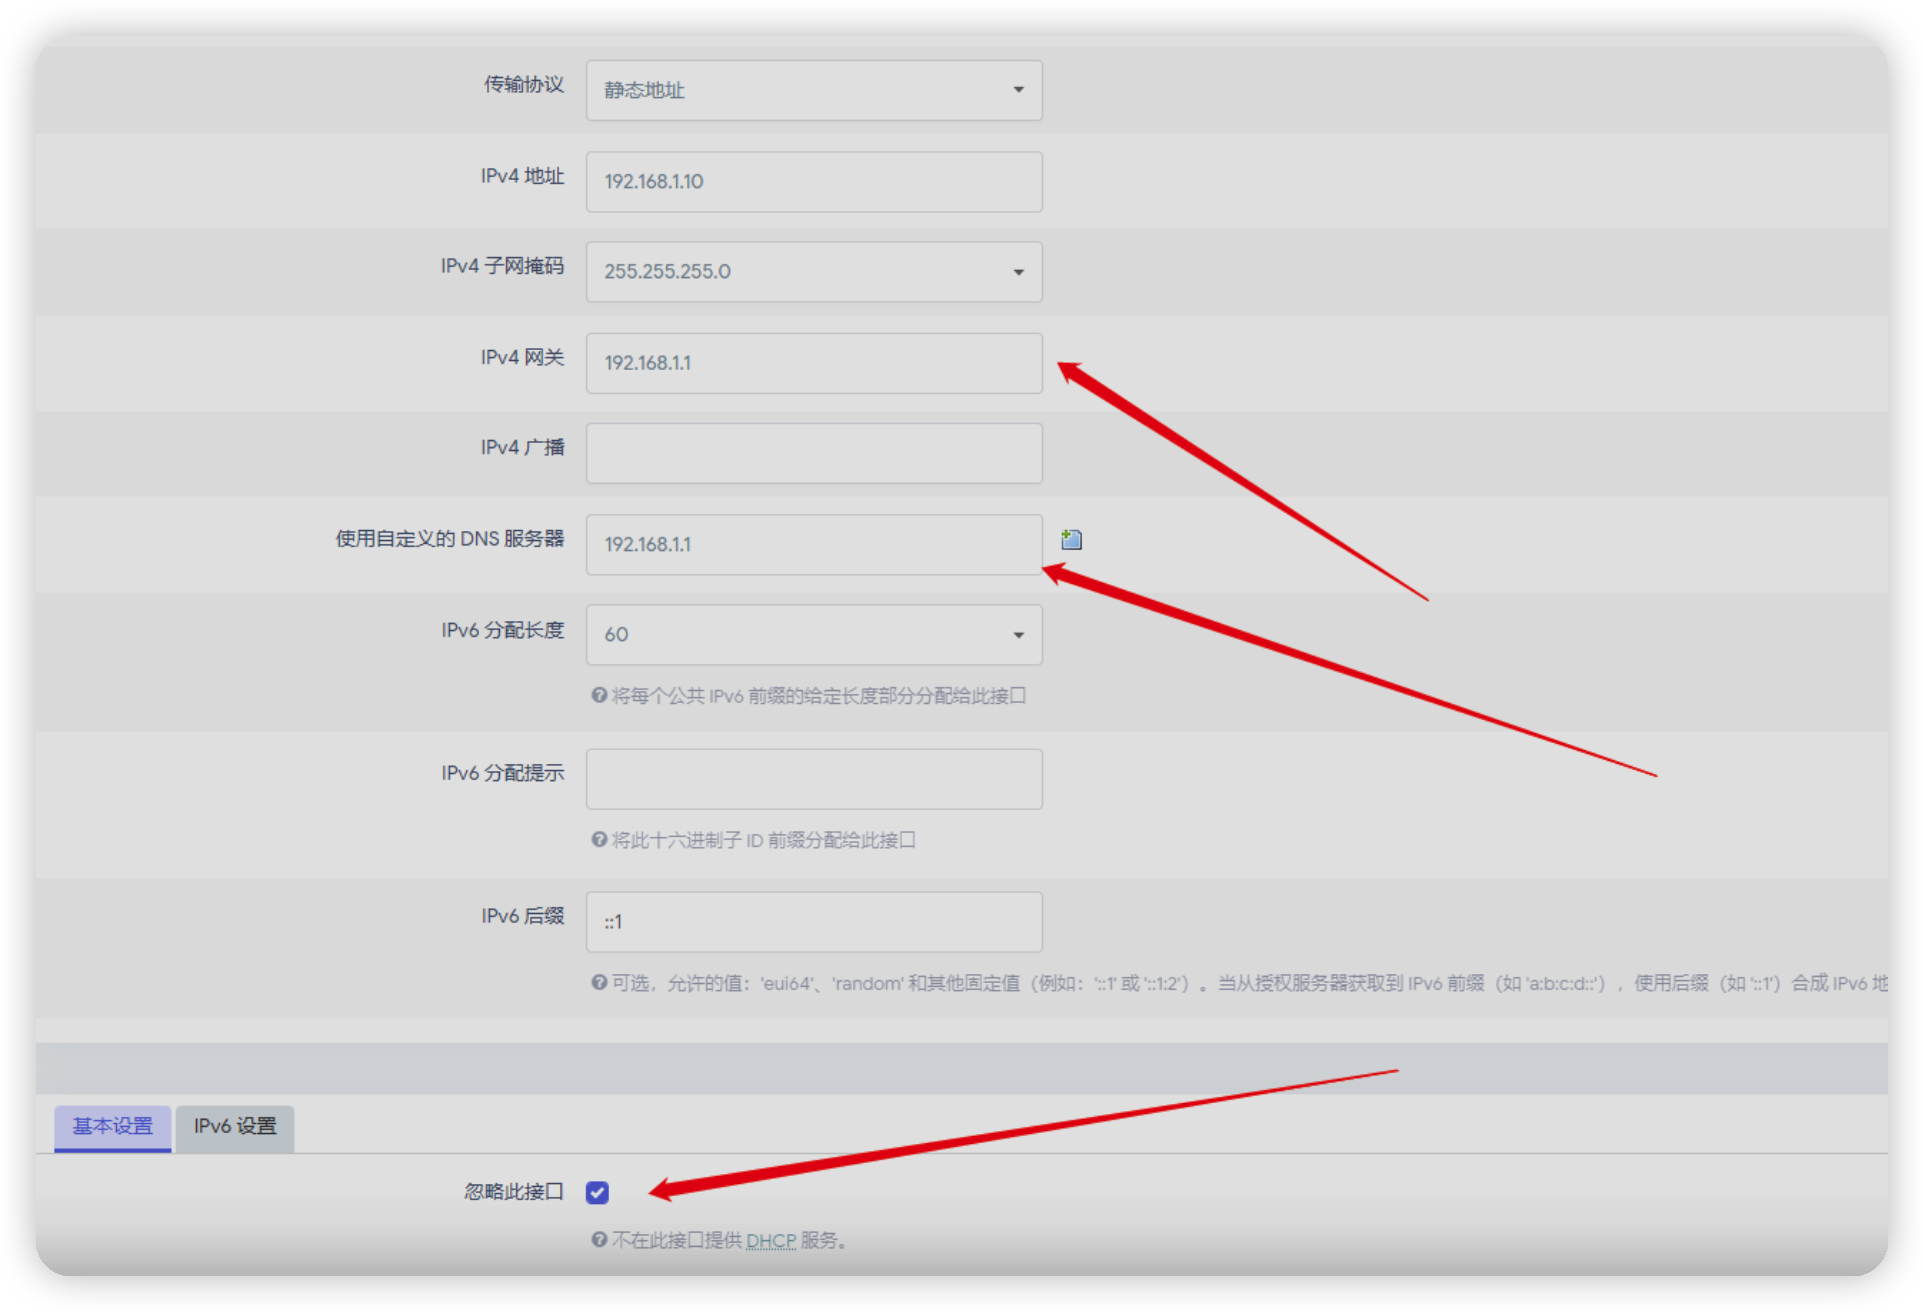 传输协议 静态地址
IPv4 地址 192.168.1.10
IPv4 子网掩码 255.255.255.0
IPv4 网关 192.168.1.1
IPv4 广播
使用自定义的 DNS 服务器 192.168.1.1
IPv6 分配长度 60
将每个公共 IPv6 前缀的给定长度部分分配给此接口
IPv6 分配提示
将此十六进制子 ID 前缀分配给此接口
IPv6 后缀 ::1
可选，允许的值：'eui64'、'random' 和其他固定值（例如：'::1' 或 '::1:2'）。当从授权服务器获取到 IPv6 前缀（如 'a:b:c:d::'），使用后缀（如 '::1'）合成 IPv6 地
基本设置 IPv6 设置
忽略此接口
不在此接口提供 DHCP 服务。